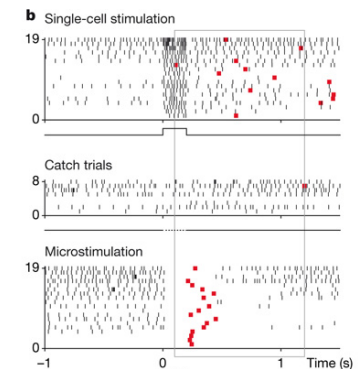 b Single-cell stimulation
19
0
Catch trials
8
0
Microstimulation
19
0
–1 0 1 Time (s)